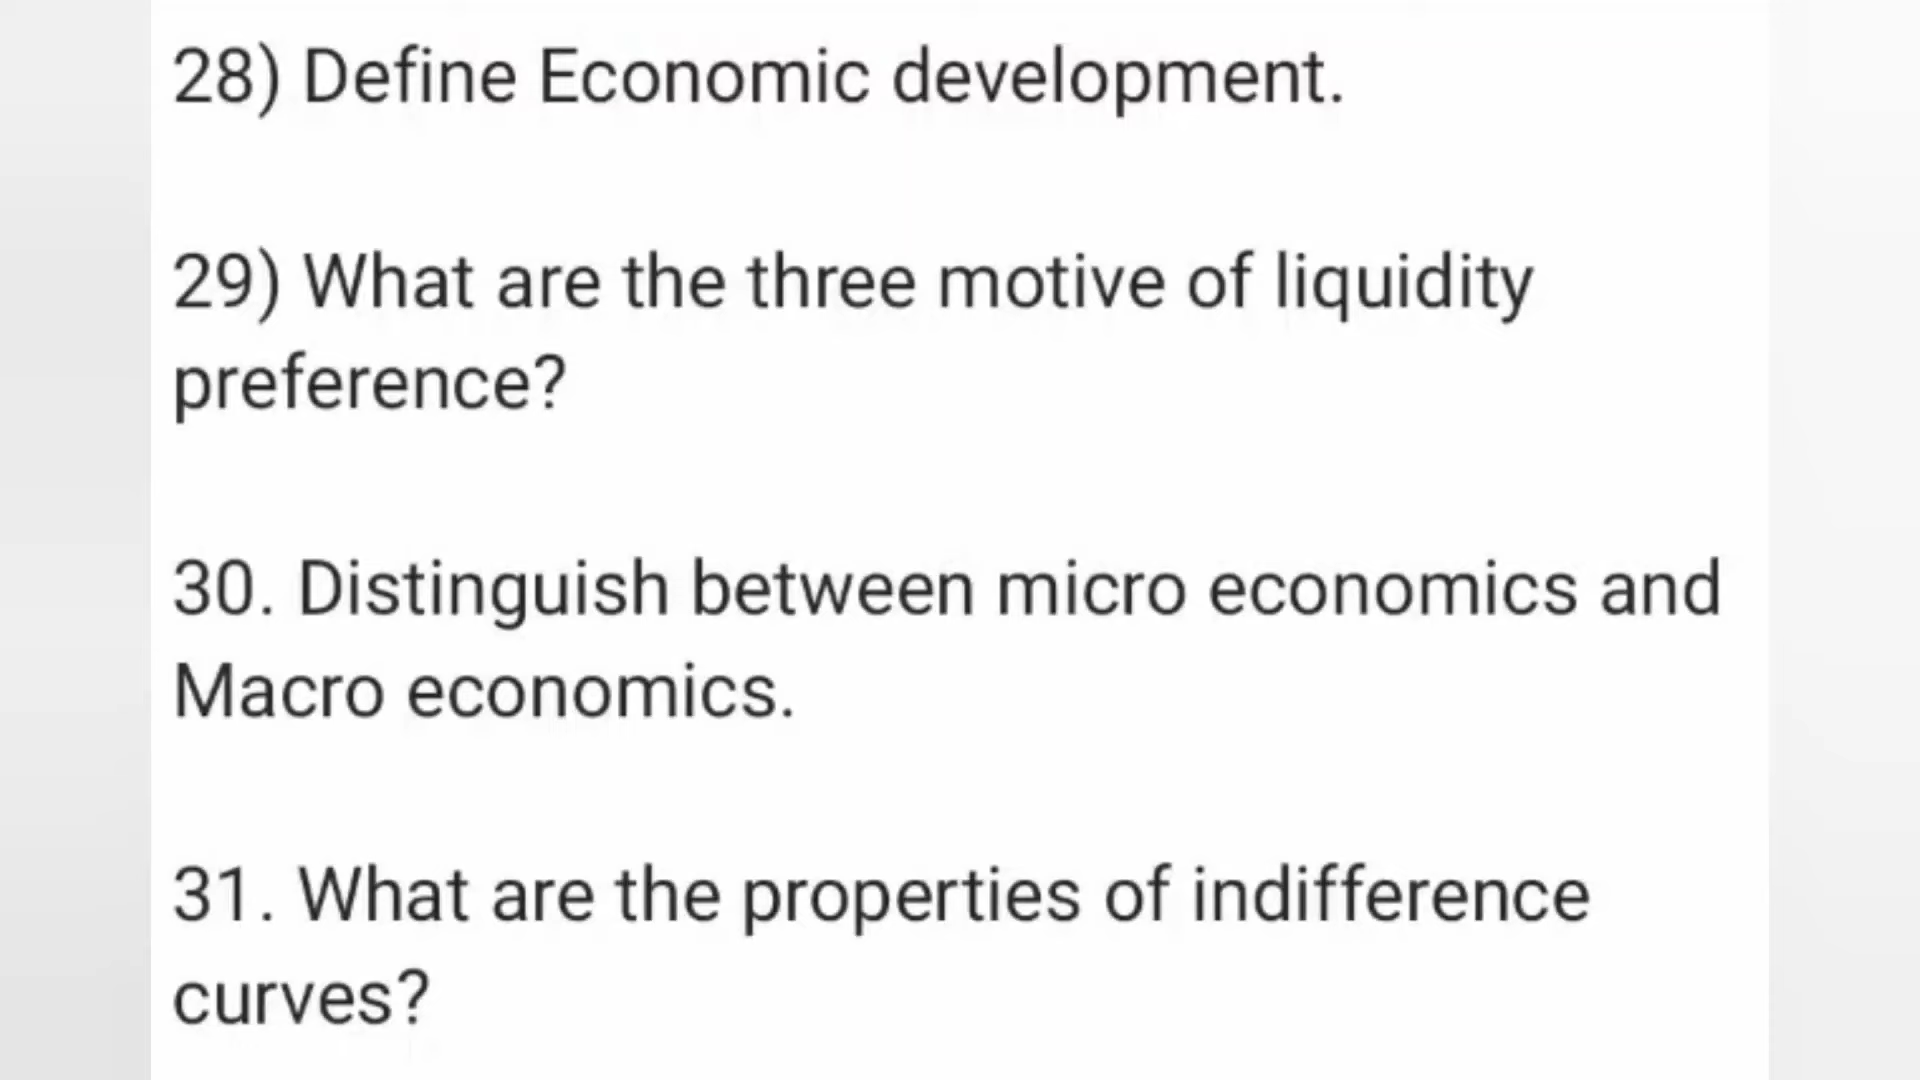 28) Define Economic development.
29) What are the three motive of liquidity
preference?
30. Distinguish between micro economics and
Macro economics.
31. What are the properties of indifference
curves?